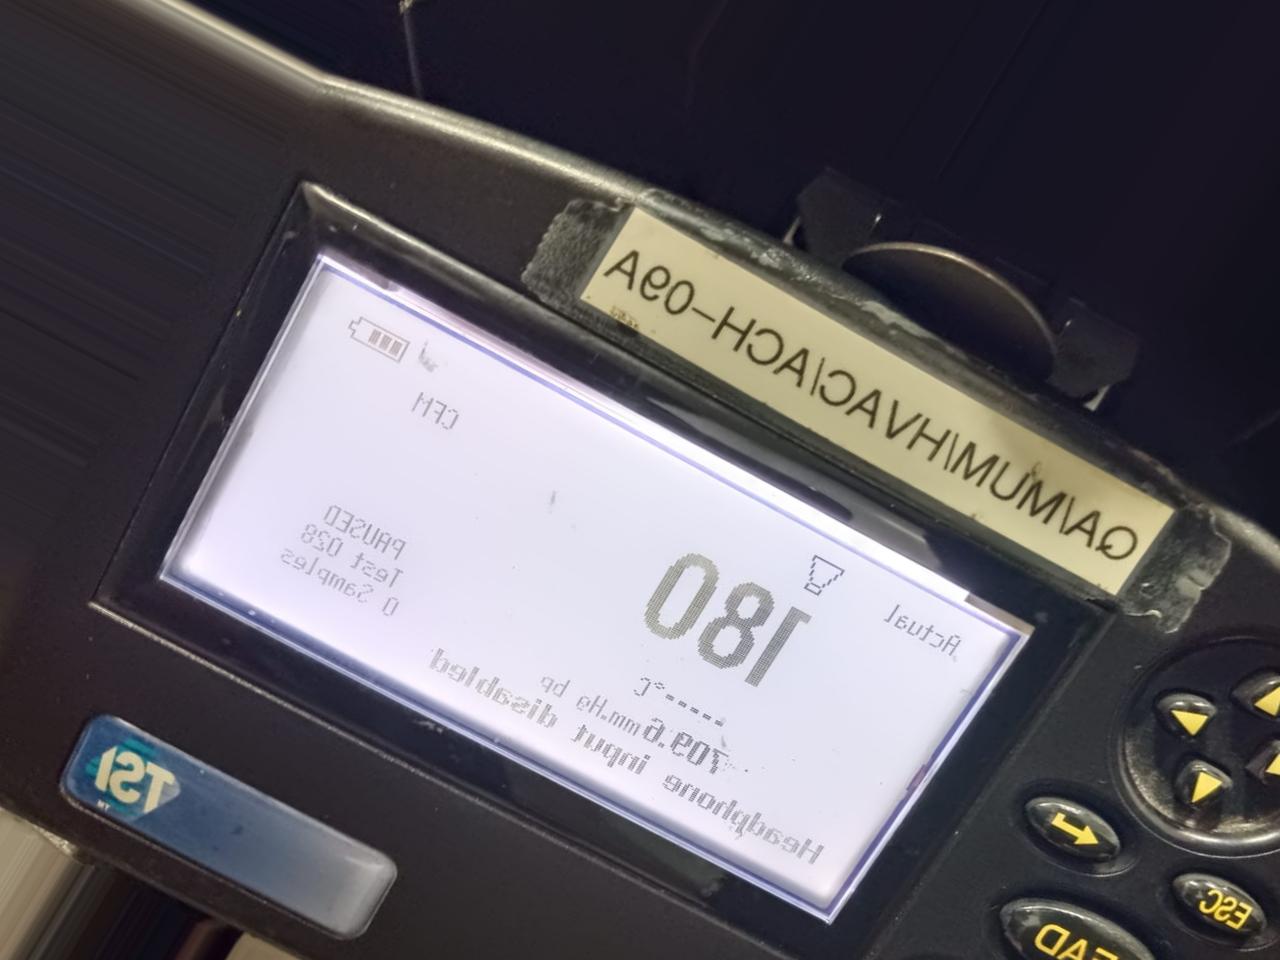 QA/MUM/HVAC/ACH-09A
Actual
180
CFM
-----°C
709.6 mm.Hg bp
Headphone input disabled
PAUSED
Test 028
0 Samples
TSI
ESC
EAD